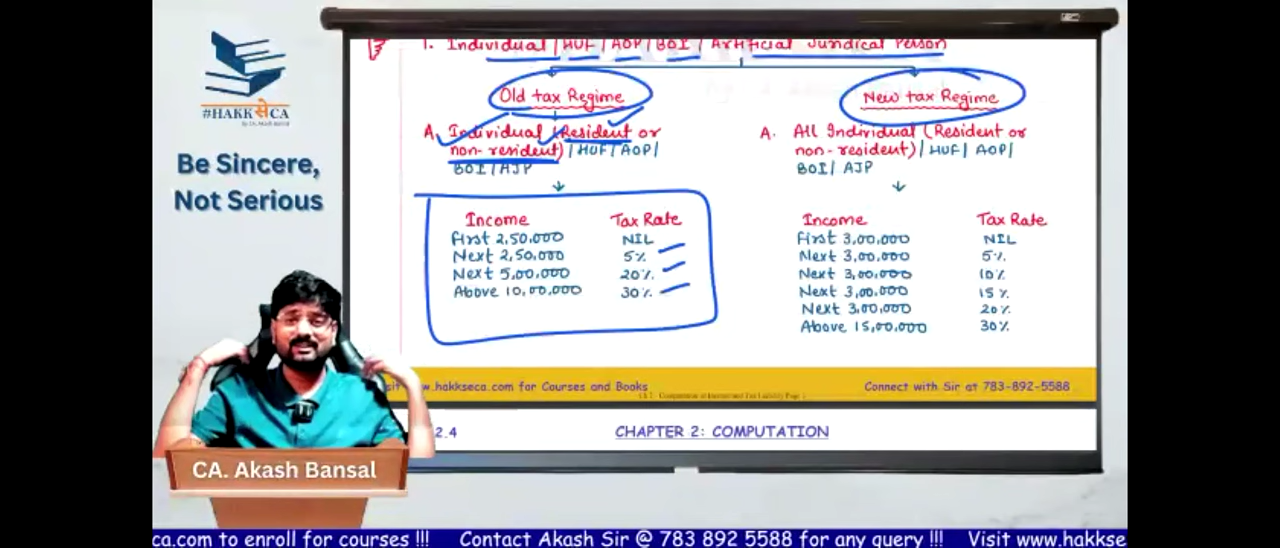 #HAKKसेCA
Be Sincere,
Not Serious
1. Individual / HUF / AOP / BOI / Artificial Juridical Person
Old tax Regime
A. Individual (Resident or
non-resident) / HUF / AOP /
BOI / AJP
Income Tax Rate
First 2,50,000 NIL
Next 2,50,000 5%
Next 5,00,000 20%
Above 10,00,000 30%
New tax Regime
A. All Individual (Resident or
non-resident) / HUF / AOP /
BOI / AJP
Income Tax Rate
First 3,00,000 NIL
Next 3,00,000 5%
Next 3,00,000 10%
Next 3,00,000 15%
Next 3,00,000 20%
Above 15,00,000 30%
w.hakkseca.com for Courses and Books
Connect with Sir at 783-892-5588
2.4 CHAPTER 2: COMPUTATION
CA. Akash Bansal
ca.com to enroll for courses !!! Contact Akash Sir @ 783 892 5588 for any query !!! Visit www.hakkse